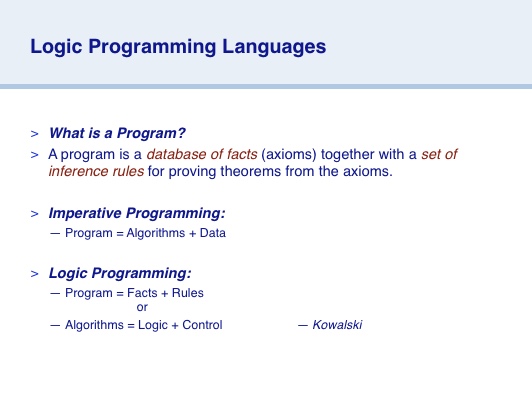 Logic Programming Languages
> What is a Program?
> A program is a database of facts (axioms) together with a set of
inference rules for proving theorems from the axioms.
> Imperative Programming:
— Program = Algorithms + Data
> Logic Programming:
— Program = Facts + Rules
or
— Algorithms = Logic + Control — Kowalski